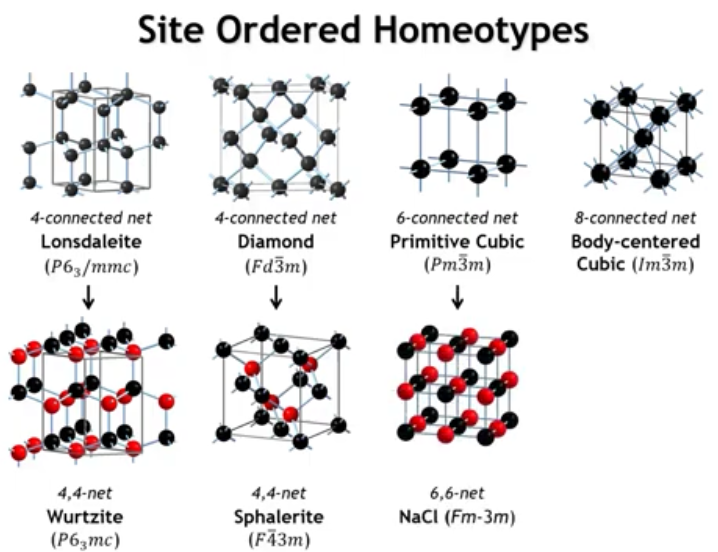 Site Ordered Homeotypes
4-connected net
Lonsdaleite
(P6₃/mmc)
4-connected net
Diamond
(Fd3̅m)
6-connected net
Primitive Cubic
(Pm3̅m)
8-connected net
Body-centered
Cubic (Im3̅m)
4,4-net
Wurtzite
(P6₃mc)
4,4-net
Sphalerite
(F4̅3m)
6,6-net
NaCl (Fm-3m)